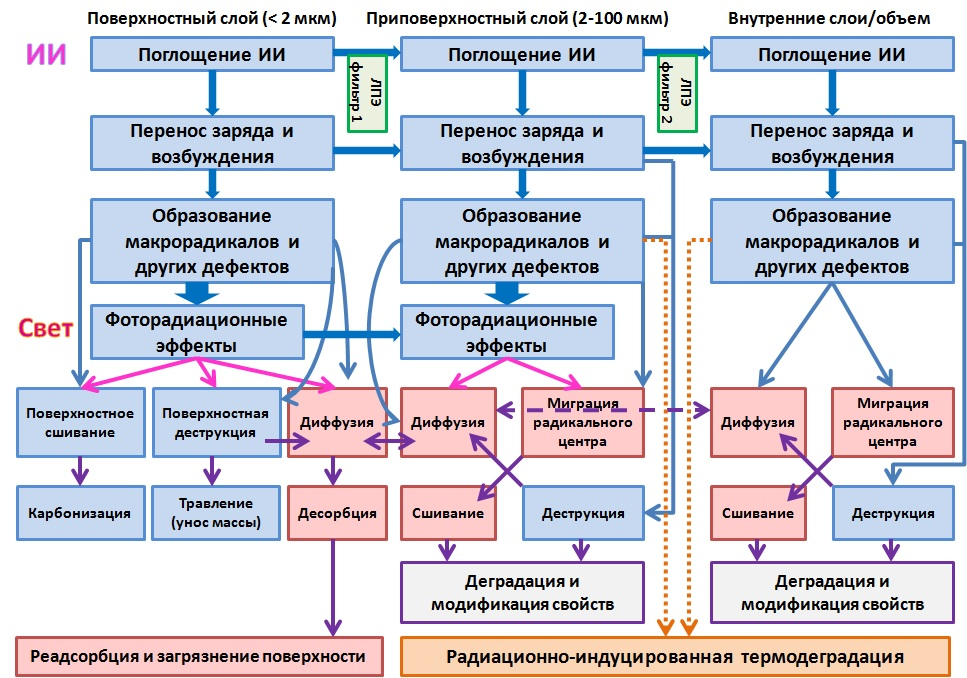 Поверхностный слой (< 2 мкм)
Приповерхностный слой (2-100 мкм)
Внутренние слои/объем
ИИ
Поглощение ИИ
Поглощение ИИ
Поглощение ИИ
ЛПЭ
фильтр 1
ЛПЭ
фильтр 2
Перенос заряда и
возбуждения
Перенос заряда и
возбуждения
Перенос заряда и
возбуждения
Образование
макрорадикалов и
других дефектов
Образование
макрорадикалов и
других дефектов
Образование
макрорадикалов и
других дефектов
Свет
Фоторадиационные
эффекты
Фоторадиационные
эффекты
Поверхностное
сшивание
Поверхностная
деструкция
Диффузия
Диффузия
Миграция
радикального
центра
Диффузия
Миграция
радикального
центра
Карбонизация
Травление
(унос массы)
Десорбция
Сшивание
Деструкция
Сшивание
Деструкция
Деградация и
модификация свойств
Деградация и
модификация свойств
Реадсорбция и загрязнение поверхности
Радиационно-индуцированная термодеградация